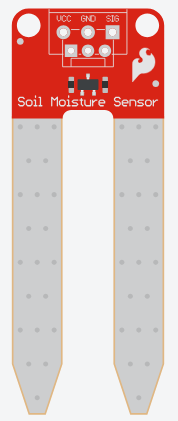 VCC GND SIG
Soil Moisture Sensor